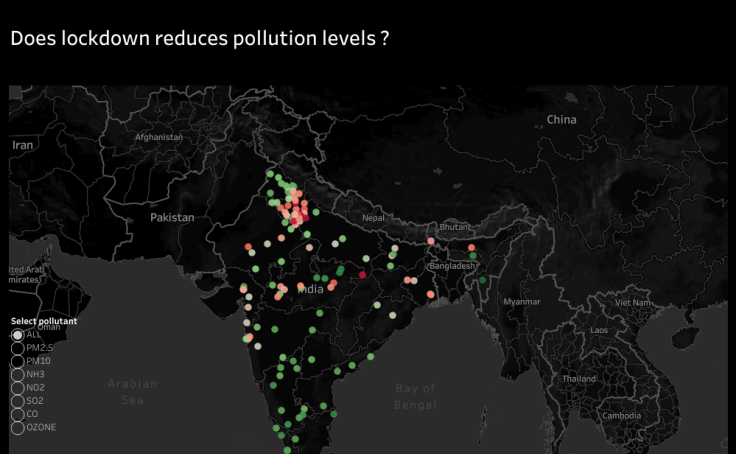 Does lockdown reduces pollution levels ?
China
Afghanistan
Iran
Pakistan
Nepal
Bhutan
Bangladesh
ited Arab
mirates)
India
Myanmar
Viet Nam
Select pollutant
Oman
ALL
Laos
PM2.5
PM10
NH3
Thailand
Arabian
Sea
Bay of
Bengal
NO2
SO2
CO
Cambodia
OZONE